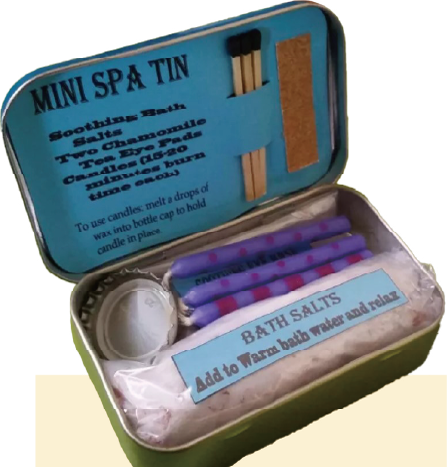 MINI SPA TIN
Soothing Bath
Salts
Two Chamomile
Tea Eye Pads
Candles (15-20
minutes burn
time each)
To use candles: melt a drops of
wax into bottle cap to hold
candle in place.
BATH SALTS
Add to Warm bath water and relax